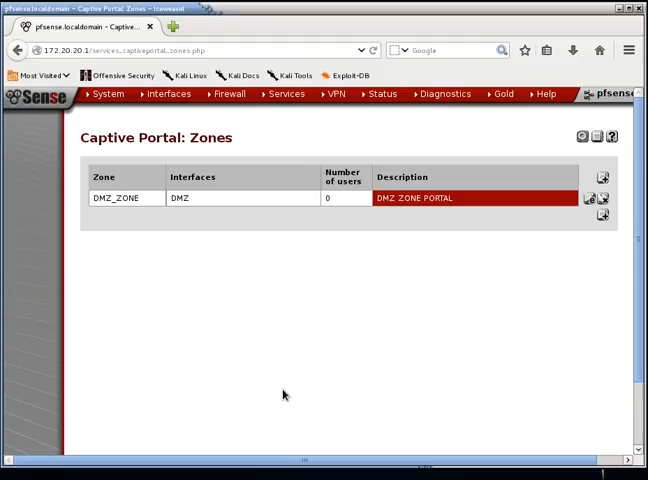 pfsense.localdomain - Captive Portal: Zones - Iceweasel
pfsense.localdomain - Captive...
172.20.20.1/services_captiveportal_zones.php
Google
Most Visited Offensive Security Kali Linux Kali Docs Kali Tools Exploit-DB
Sense System Interfaces Firewall Services VPN Status Diagnostics Gold Help pfsense
Captive Portal: Zones
Zone Interfaces Number of users Description
DMZ_ZONE DMZ 0 DMZ ZONE PORTAL